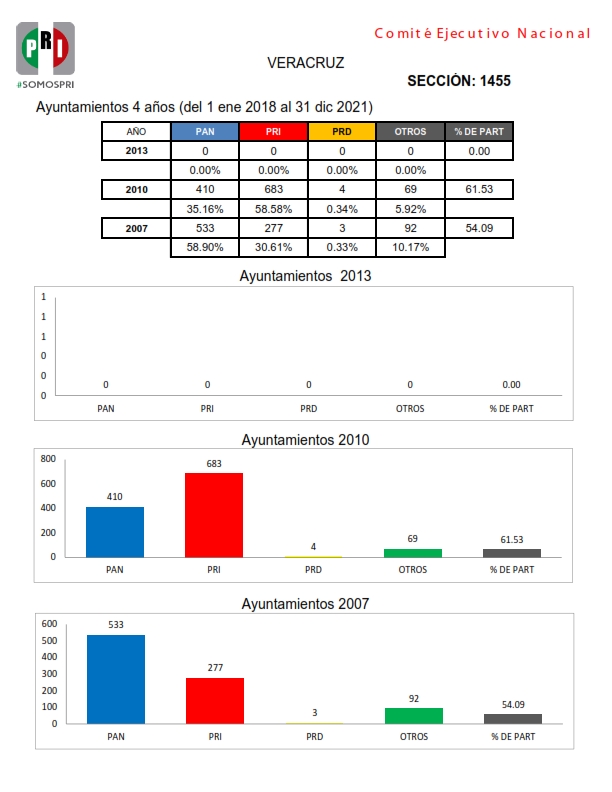 Comité Ejecutivo Nacional
PRI
#SOMOSPRI
VERACRUZ
SECCIÓN: 1455
Ayuntamientos 4 años (del 1 ene 2018 al 31 dic 2021)
AÑO PAN PRI PRD OTROS % DE PART
2013 0 0 0 0 0.00
0.00% 0.00% 0.00% 0.00%
2010 410 683 4 69 61.53
35.16% 58.58% 0.34% 5.92%
2007 533 277 3 92 54.09
58.90% 30.61% 0.33% 10.17%
Ayuntamientos 2013
1
1
1
0
0
0
0 0 0 0 0.00
PAN PRI PRD OTROS % DE PART
Ayuntamientos 2010
800
600
400
200
0
410 683 4 69 61.53
PAN PRI PRD OTROS % DE PART
Ayuntamientos 2007
600
500
400
300
200
100
0
533 277 3 92 54.09
PAN PRI PRD OTROS % DE PART